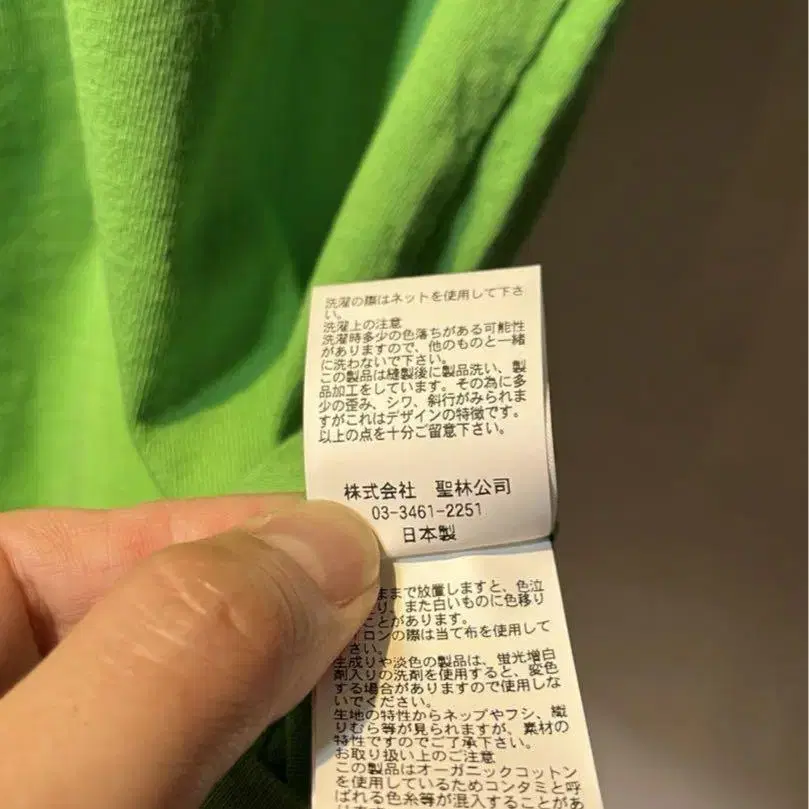 洗濯の際はネットを使用して下さ
い。
洗濯上の注意
洗濯時多少の色落ちがある可能性
がありますので、他のものと一緒
に洗わないで下さい。
この製品は縫製後に製品洗い、製
品加工をしています。その為に多
少の歪み、シワ、斜行がみられま
すがこれはデザインの特徴です。
以上の点を十分ご留意下さい。
株式会社 聖林公司
03-3461-2251
日本製
ままで放置しますと、色泣
り、また白いものに色移り
ことがあります。
ロンの際は当て布を使用して
さい。
生成りや淡色の製品は、蛍光増白
剤入りの洗剤を使用すると、変色
する場合がありますので使用しな
いでください。
生地の特性からネップやフシ、織
りむら等が見られますが、素材の
特性ですのでご了承下さい。
お取り扱い上のご注意
この製品はオーガニックコットン
を使用しているためコンタミと呼
ばれる色糸等が混入することがあ